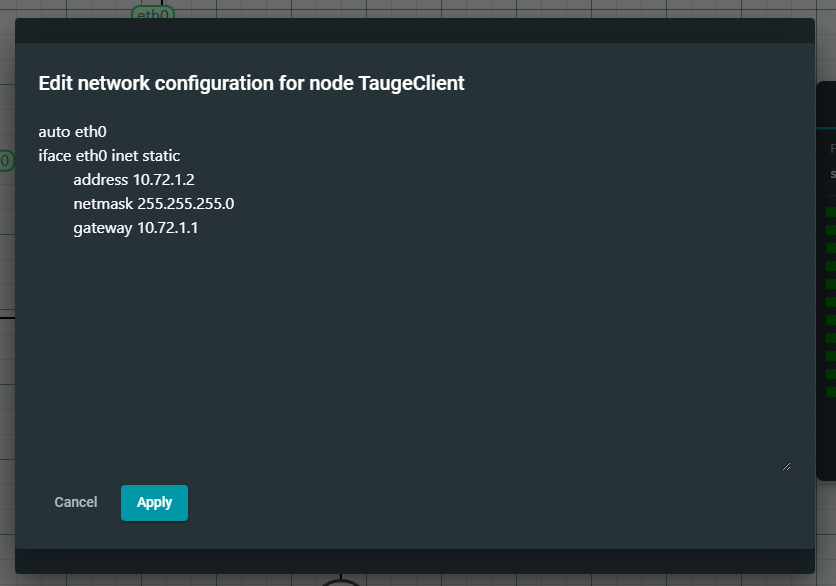 eth0
Edit network configuration for node TaugeClient
auto eth0
iface eth0 inet static
address 10.72.1.2
netmask 255.255.255.0
gateway 10.72.1.1
0
Cancel
Apply